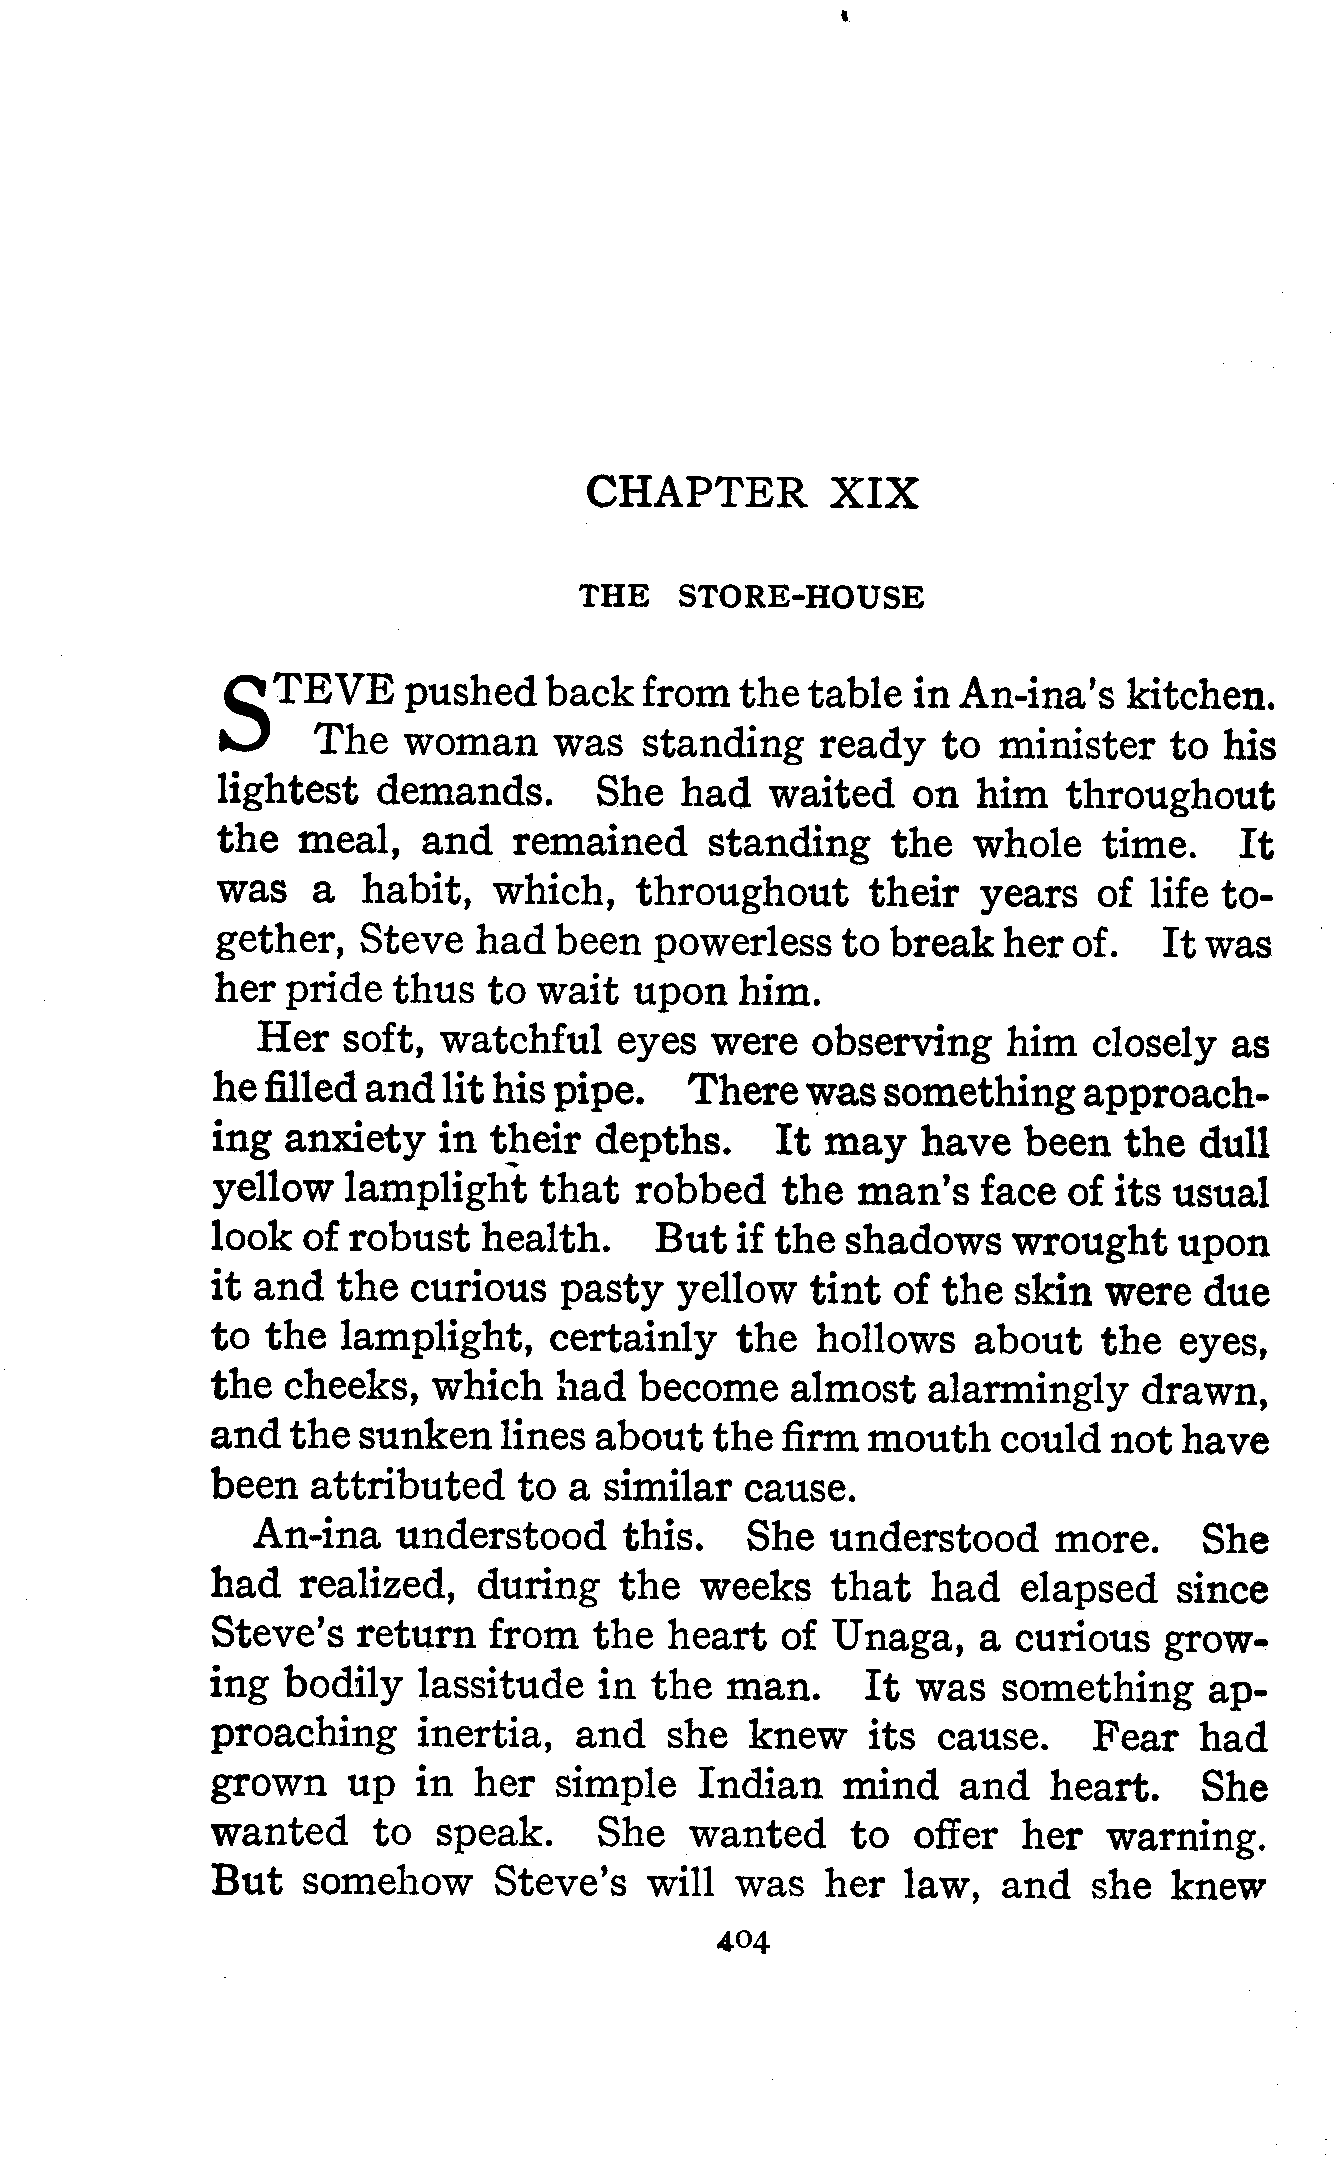 CHAPTER XIX
THE STORE-HOUSE
STEVE pushed back from the table in An-ina's kitchen.
The woman was standing ready to minister to his
lightest demands. She had waited on him throughout
the meal, and remained standing the whole time. It
was a habit, which, throughout their years of life to-
gether, Steve had been powerless to break her of. It was
her pride thus to wait upon him.
Her soft, watchful eyes were observing him closely as
he filled and lit his pipe. There was something approach-
ing anxiety in their depths. It may have been the dull
yellow lamplight that robbed the man's face of its usual
look of robust health. But if the shadows wrought upon
it and the curious pasty yellow tint of the skin were due
to the lamplight, certainly the hollows about the eyes,
the cheeks, which had become almost alarmingly drawn,
and the sunken lines about the firm mouth could not have
been attributed to a similar cause.
An-ina understood this. She understood more. She
had realized, during the weeks that had elapsed since
Steve's return from the heart of Unaga, a curious grow-
ing bodily lassitude in the man. It was something ap-
proaching inertia, and she knew its cause. Fear had
grown up in her simple Indian mind and heart. She
wanted to speak. She wanted to offer her warning.
But somehow Steve's will was her law, and she knew
404